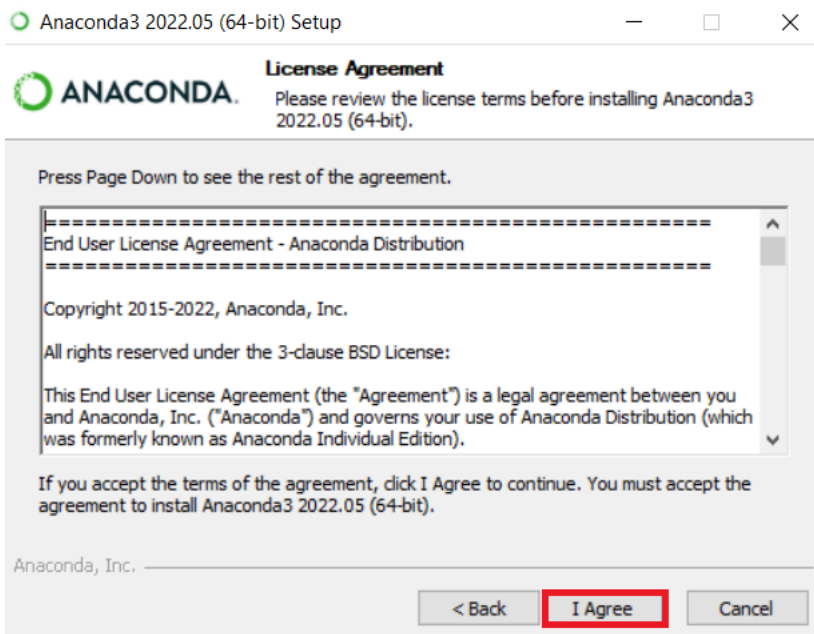 Anaconda3 2022.05 (64-bit) Setup
ANACONDA.
License Agreement
Please review the license terms before installing Anaconda3
2022.05 (64-bit).
Press Page Down to see the rest of the agreement.
==================================================
End User License Agreement - Anaconda Distribution
==================================================
Copyright 2015-2022, Anaconda, Inc.
All rights reserved under the 3-clause BSD License:
This End User License Agreement (the "Agreement") is a legal agreement between you
and Anaconda, Inc. ("Anaconda") and governs your use of Anaconda Distribution (which
was formerly known as Anaconda Individual Edition).
If you accept the terms of the agreement, click I Agree to continue. You must accept the
agreement to install Anaconda3 2022.05 (64-bit).
Anaconda, Inc.
< Back
I Agree
Cancel